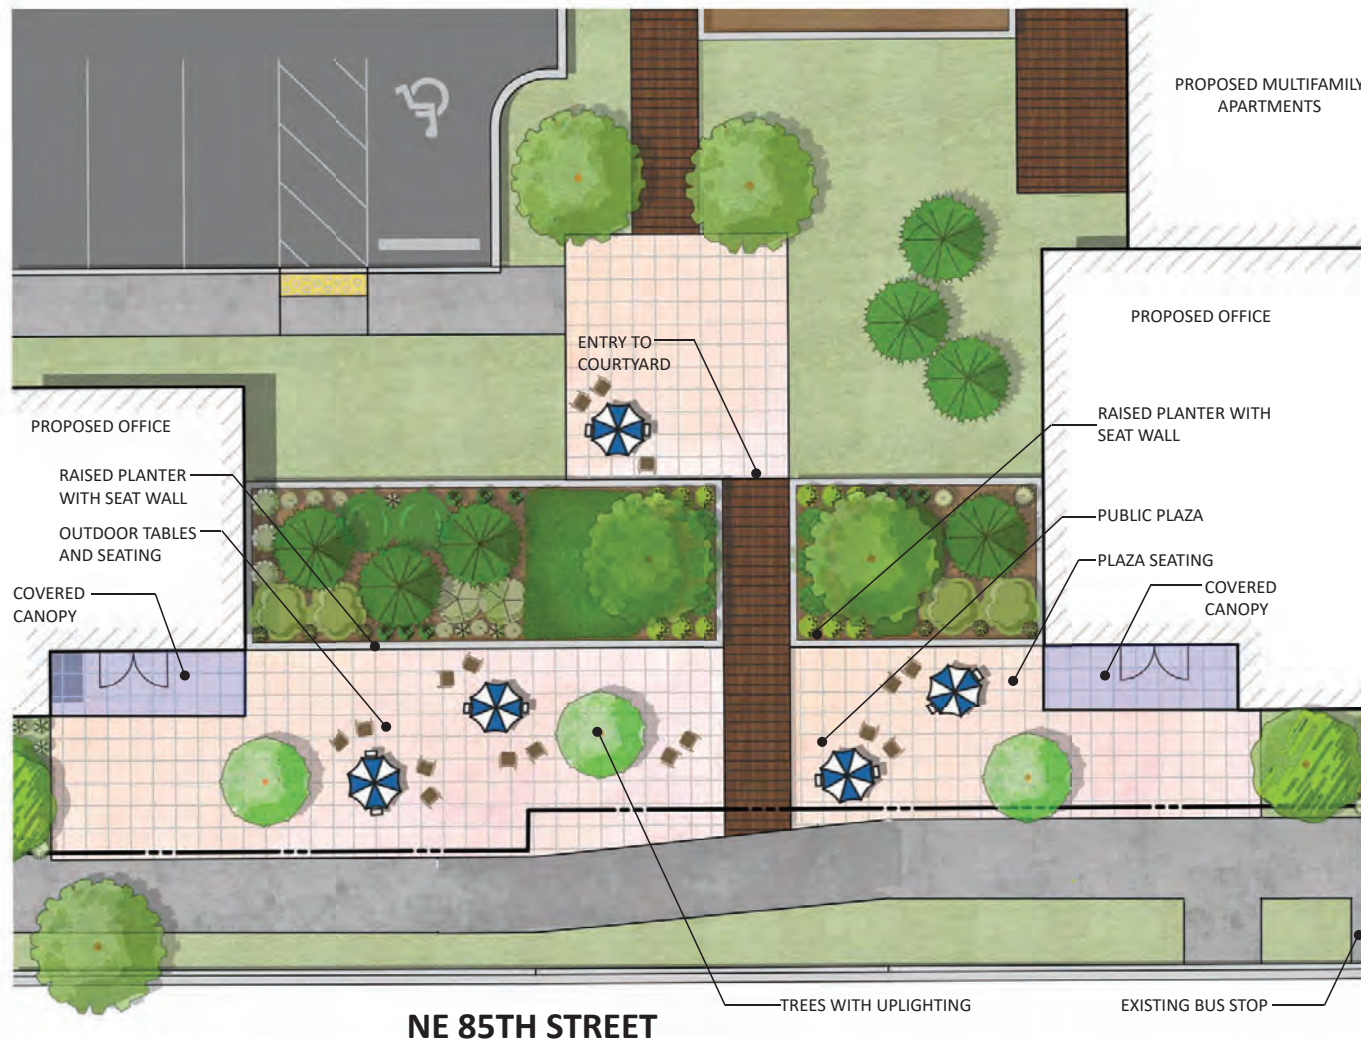 PROPOSED MULTIFAMILY
APARTMENTS
PROPOSED OFFICE
ENTRY TO
COURTYARD
RAISED PLANTER WITH
SEAT WALL
PROPOSED OFFICE
RAISED PLANTER
WITH SEAT WALL
OUTDOOR TABLES
AND SEATING
PUBLIC PLAZA
PLAZA SEATING
COVERED
CANOPY
COVERED
CANOPY
TREES WITH UPLIGHTING
EXISTING BUS STOP
NE 85TH STREET